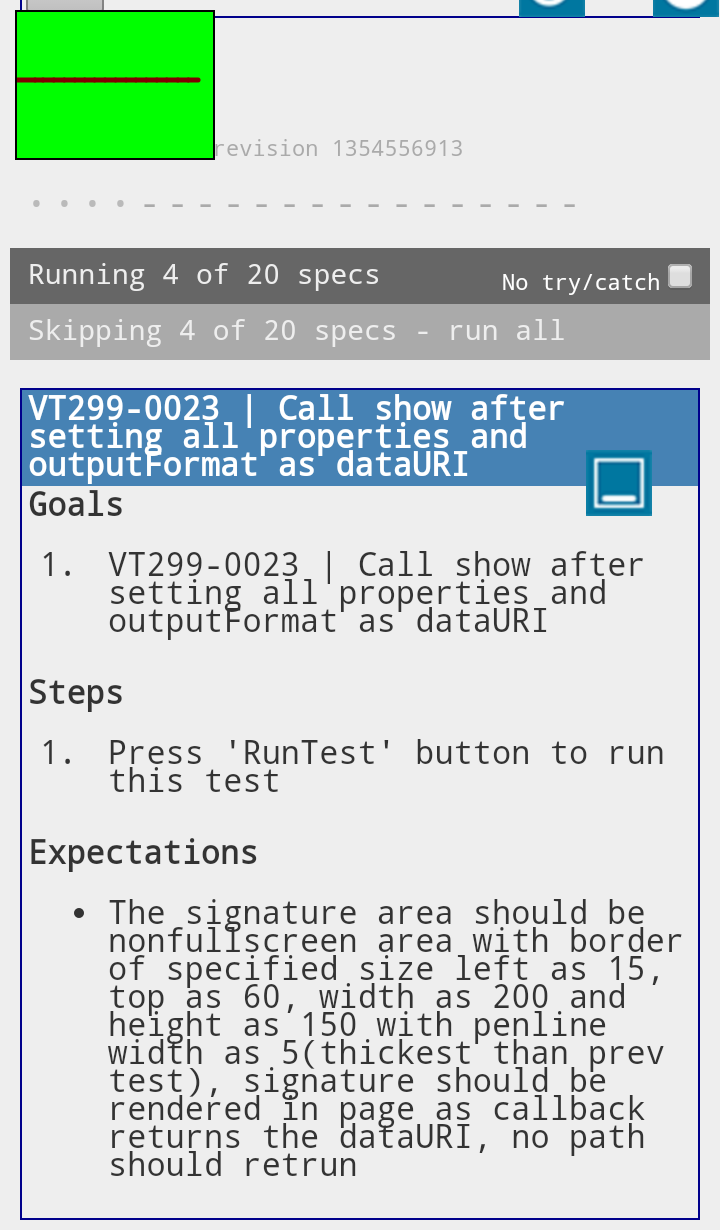 revision 1354556913
Running 4 of 20 specs
No try/catch
Skipping 4 of 20 specs - run all
VT299-0023 | Call show after
setting all properties and
outputFormat as dataURI
Goals
1. VT299-0023 | Call show after
setting all properties and
outputFormat as dataURI
Steps
1. Press 'RunTest' button to run
this test
Expectations
• The signature area should be
nonfullscreen area with border
of specified size left as 15,
top as 60, width as 200 and
height as 150 with penline
width as 5(thickest than prev
test), signature should be
rendered in page as callback
returns the dataURI, no path
should retrun